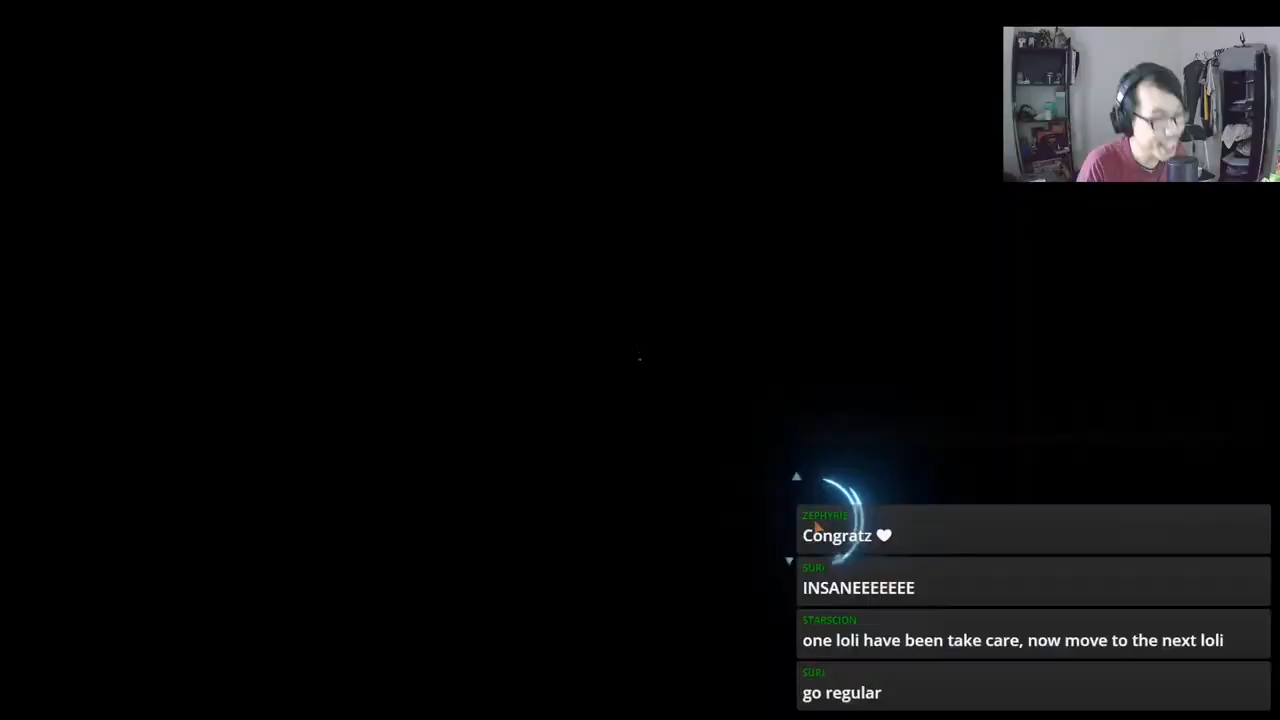 ZEPHYRIE
Congratz 🤍
SURI
INSANEEEEEEE
STARSCION
one loli have been take care, now move to the next loli
SURI
go regular